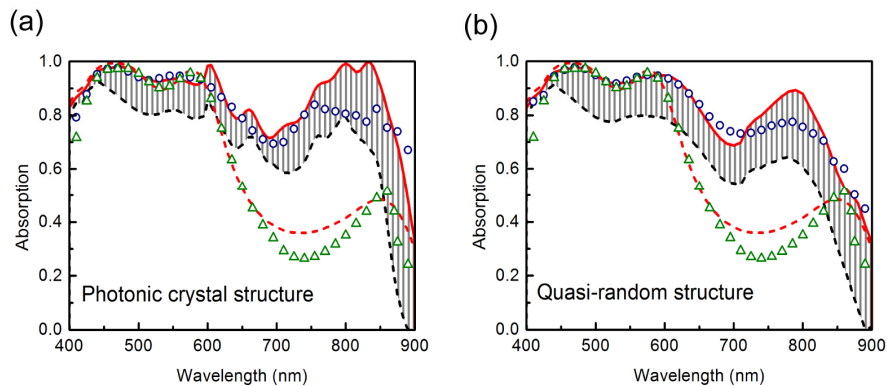 (a)
1.0
0.8
0.6
0.4
0.2
0.0
Absorption
Photonic crystal structure
400 500 600 700 800 900
Wavelength (nm)
(b)
1.0
0.8
0.6
0.4
0.2
0.0
Absorption
Quasi-random structure
400 500 600 700 800 900
Wavelength (nm)